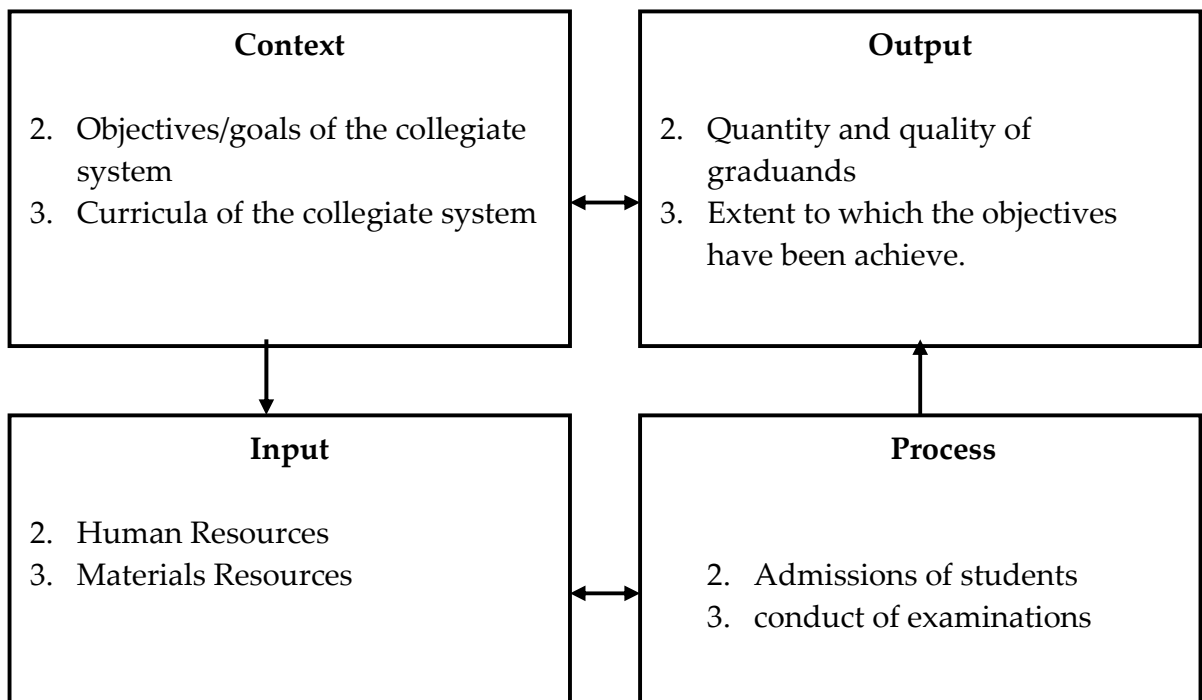 Context
2. Objectives/goals of the collegiate
system
3. Curricula of the collegiate system
Output
2. Quantity and quality of
graduands
3. Extent to which the objectives
have been achieve.
Input
2. Human Resources
3. Materials Resources
Process
2. Admissions of students
3. conduct of examinations